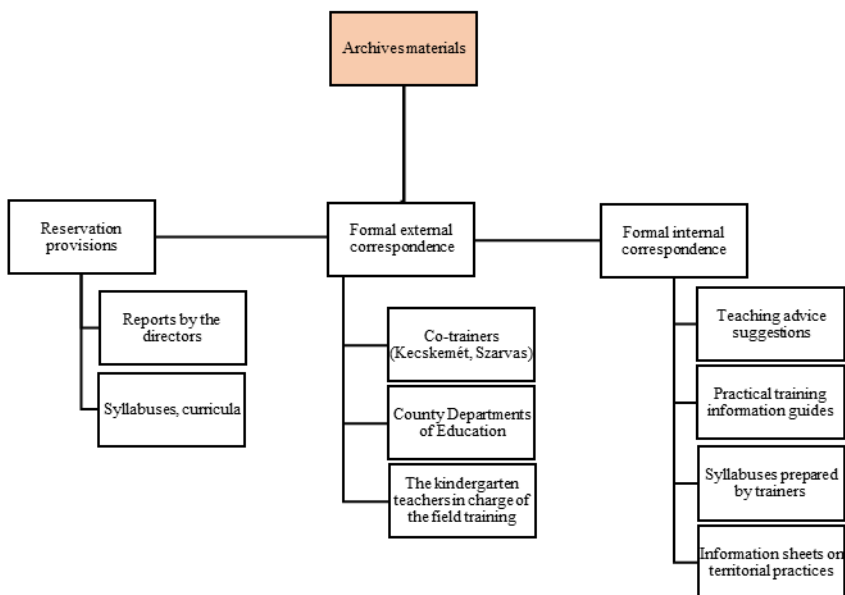 Archives materials
Reservation
provisions
Reports by the
directors
Syllabuses, curricula
Formal external
correspondence
Co-trainers
(Kecskemét, Szarvas)
County Departments
of Education
The kindergarten
teachers in charge of
the field training
Formal internal
correspondence
Teaching advice
suggestions
Practical training
information guides
Syllabuses prepared
by trainers
Information sheets on
territorial practices